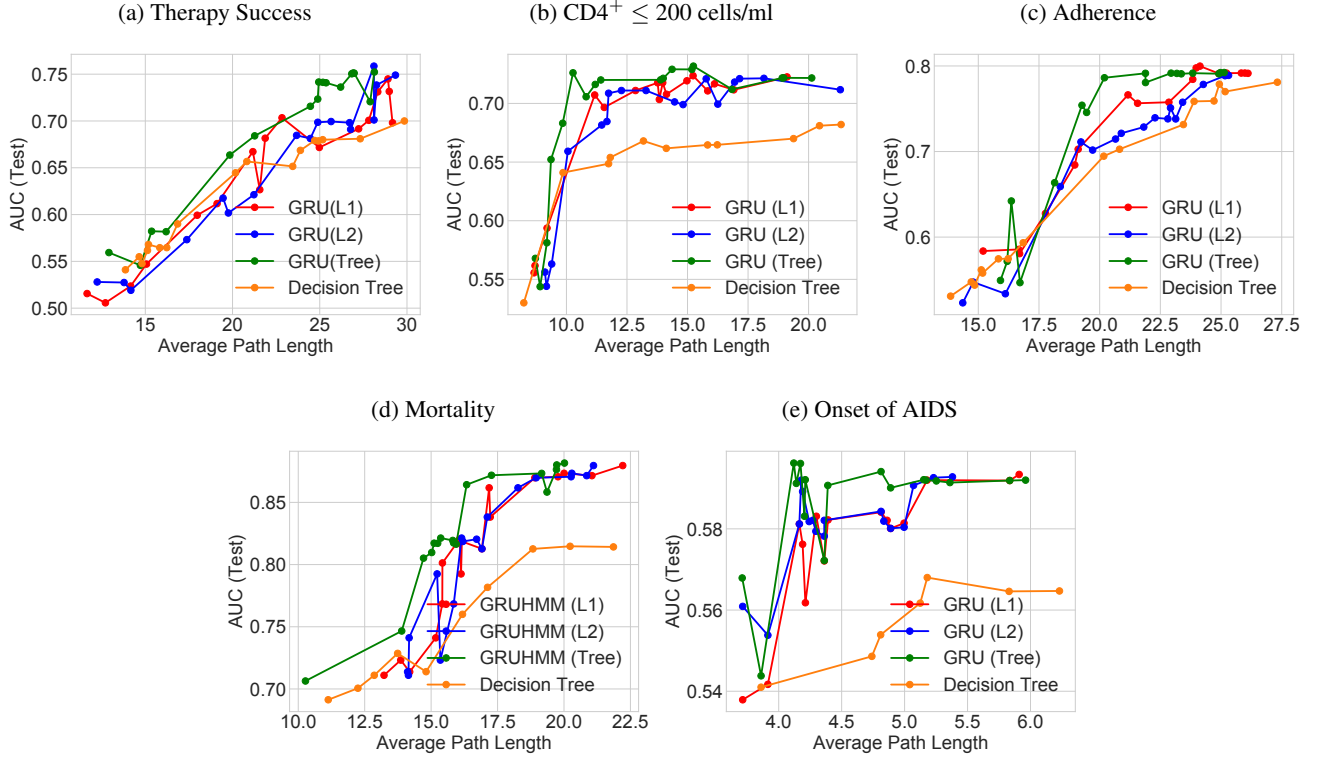 (a) Therapy Success
(b) CD4+ ≤ 200 cells/ml
(c) Adherence
AUC (Test)
0.75
0.70
0.65
0.60
0.55
0.50
GRU(L1)
GRU(L2)
GRU(Tree)
Decision Tree
15 20 25 30
Average Path Length
AUC (Test)
0.70
0.65
0.60
0.55
GRU (L1)
GRU (L2)
GRU (Tree)
Decision Tree
10.0 12.5 15.0 17.5 20.0
Average Path Length
AUC (Test)
0.8
0.7
0.6
GRU (L1)
GRU (L2)
GRU (Tree)
Decision Tree
15.0 17.5 20.0 22.5 25.0 27.5
Average Path Length
(d) Mortality
(e) Onset of AIDS
AUC (Test)
0.85
0.80
0.75
0.70
GRUHMM (L1)
GRUHMM (L2)
GRUHMM (Tree)
Decision Tree
10.0 12.5 15.0 17.5 20.0 22.5
Average Path Length
AUC (Test)
0.58
0.56
0.54
GRU (L1)
GRU (L2)
GRU (Tree)
Decision Tree
4.0 4.5 5.0 5.5 6.0
Average Path Length